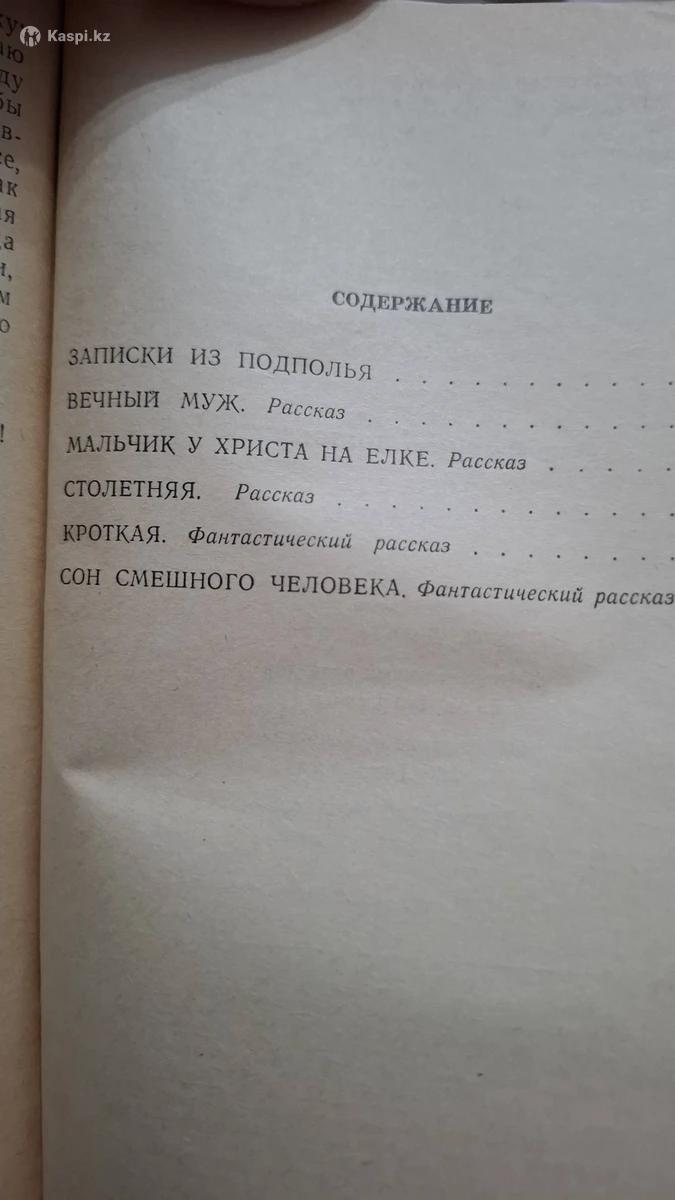 Kaspi.kz
СОДЕРЖАНИЕ
ЗАПИСКИ ИЗ ПОДПОЛЬЯ . . . . . . . . . . .
ВЕЧНЫЙ МУЖ. Рассказ . . . . . . . . . . . .
МАЛЬЧИК У ХРИСТА НА ЕЛКЕ. Рассказ . . . . .
СТОЛЕТНЯЯ. Рассказ . . . . . . . . . . . . .
КРОТКАЯ. Фантастический рассказ . . . . . . . .
СОН СМЕШНОГО ЧЕЛОВЕКА. Фантастический рассказ